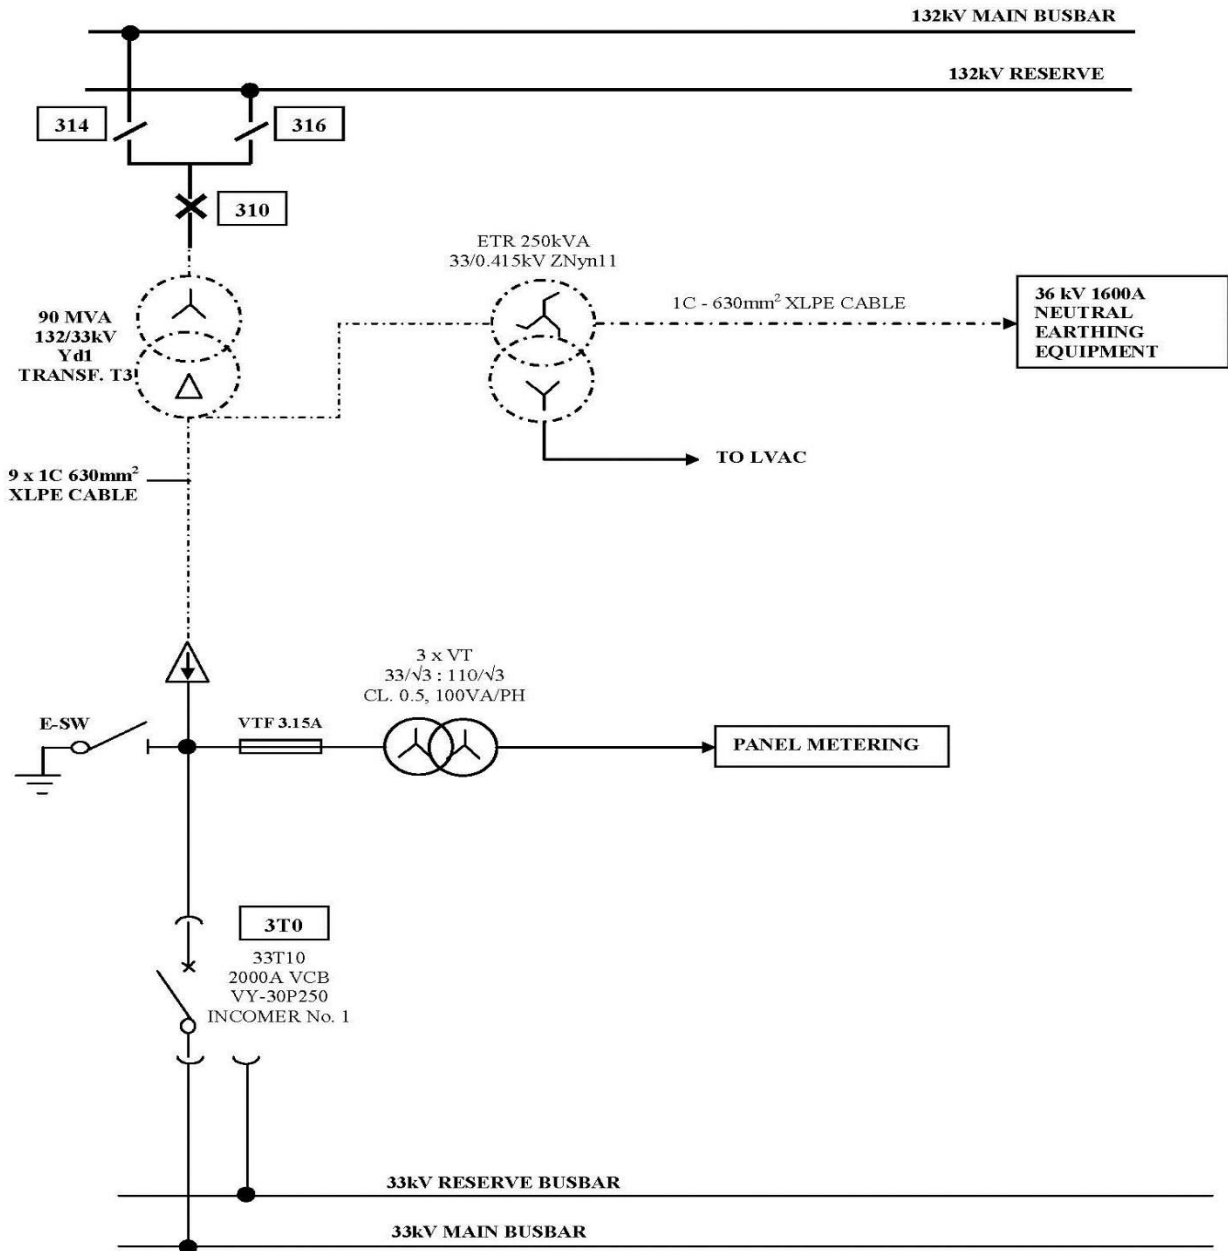 132kV MAIN BUSBAR
132kV RESERVE
314
316
310
ETR 250kVA
33/0.415kV ZNyn11
1C - 630mm² XLPE CABLE
36 kV 1600A
NEUTRAL
EARTHING
EQUIPMENT
90 MVA
132/33kV
Yd1
TRANSF. T3
TO LVAC
9 x 1C 630mm²
XLPE CABLE
3 x VT
33/√3 : 110/√3
CL. 0.5, 100VA/PH
E-SW
VTF 3.15A
PANEL METERING
3T0
33T10
2000A VCB
VY-30P250
INCOMER No. 1
33kV RESERVE BUSBAR
33kV MAIN BUSBAR